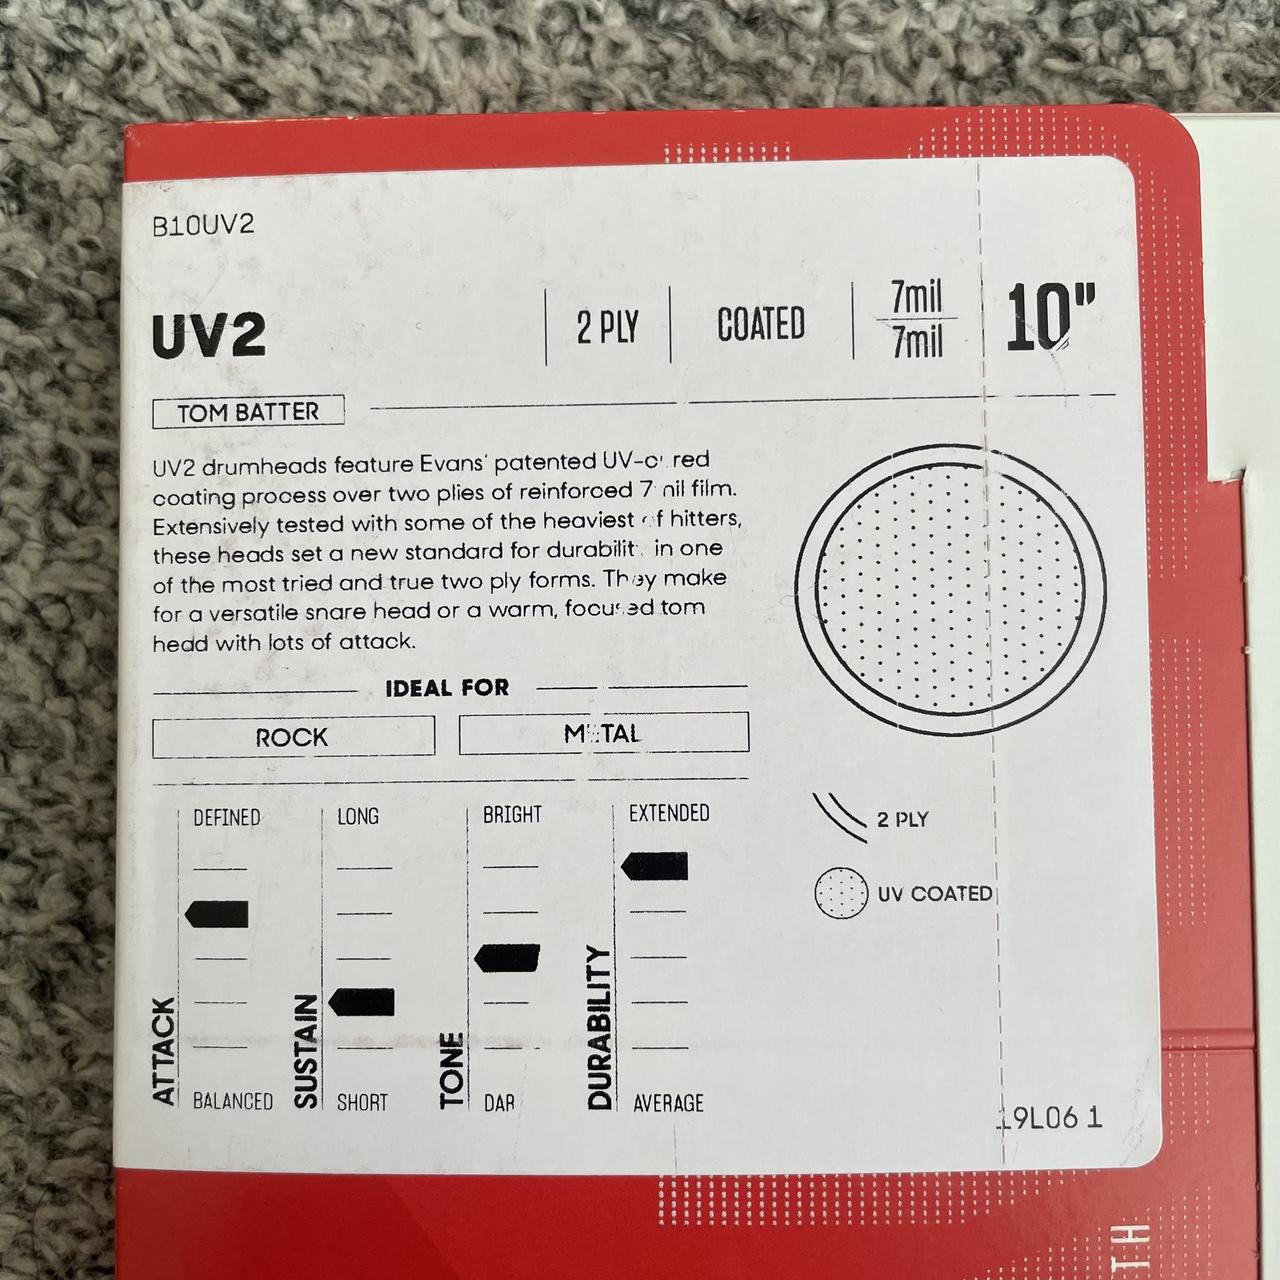 B10UV2
UV2
2 PLY
COATED
7mil
7mil
10"
TOM BATTER
UV2 drumheads feature Evans' patented UV-cured
coating process over two plies of reinforced 7 mil film.
Extensively tested with some of the heaviest of hitters,
these heads set a new standard for durability in one
of the most tried and true two ply forms. They make
for a versatile snare head or a warm, focused tom
head with lots of attack.
IDEAL FOR
ROCK
METAL
ATTACK
DEFINED
BALANCED
SUSTAIN
LONG
SHORT
TONE
BRIGHT
DAR
DURABILITY
EXTENDED
AVERAGE
2 PLY
UV COATED
19L06 1
TH